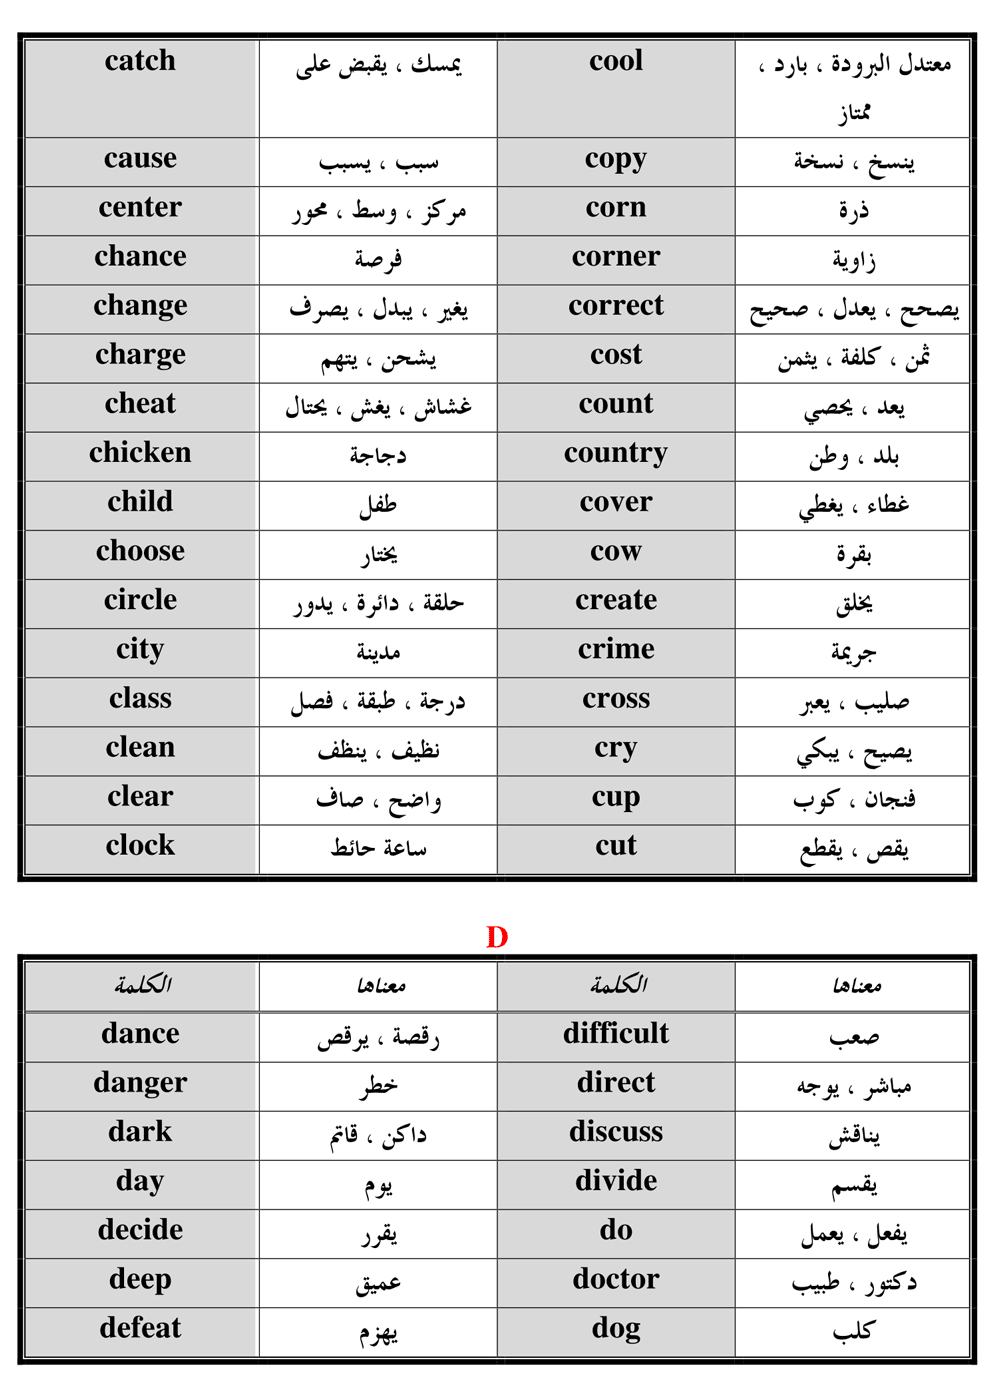 catch يمسك ، يقبض على cool معتدل البرودة ، بارد ،
ممتاز
cause سبب ، يسبب copy ينسخ ، نسخة
center مركز ، وسط ، محور corn ذرة
chance فرصة corner زاوية
change يغير ، يبدل ، يصرف correct يصحح ، يعدل ، صحيح
charge يشحن ، يتهم cost ثمن ، كلفة ، يثمن
cheat غشاش ، يغش ، يحتال count يعد ، يحصي
chicken دجاجة country بلد ، وطن
child طفل cover غطاء ، يغطي
choose يختار cow بقرة
circle حلقة ، دائرة ، يدور create يخلق
city مدينة crime جريمة
class درجة ، طبقة ، فصل cross صليب ، يعبر
clean نظيف ، ينظف cry يصيح ، يبكي
clear واضح ، صاف cup فنجان ، كوب
clock ساعة حائط cut يقص ، يقطع
D
الكلمة معناها الكلمة معناها
dance رقصة ، يرقص difficult صعب
danger خطر direct مباشر ، يوجه
dark داكن ، قاتم discuss يناقش
day يوم divide يقسم
decide يقرر do يفعل ، يعمل
deep عميق doctor دكتور ، طبيب
defeat يهزم dog كلب